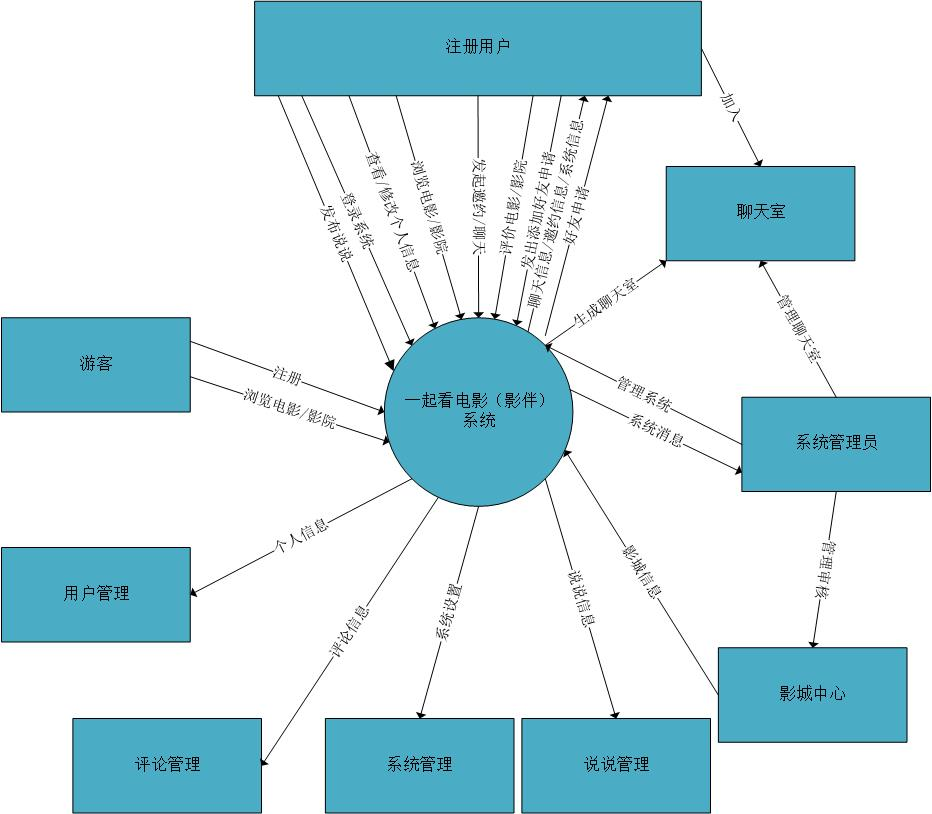 注册用户
加入
聊天室
发布说说
登录系统
查看/修改个人信息
浏览电影/影院
发起邀约/聊天
评价电影/影院
发出添加好友申请
聊天信息/邀约信息/系统信息
好友申请
生成聊天室
管理聊天室
游客
注册
浏览电影/影院
一起看电影（影伴）
系统
管理系统
系统消息
系统管理员
个人信息
用户管理
评论信息
系统设置
说说信息
影城信息
管理审核
影城中心
评论管理
系统管理
说说管理